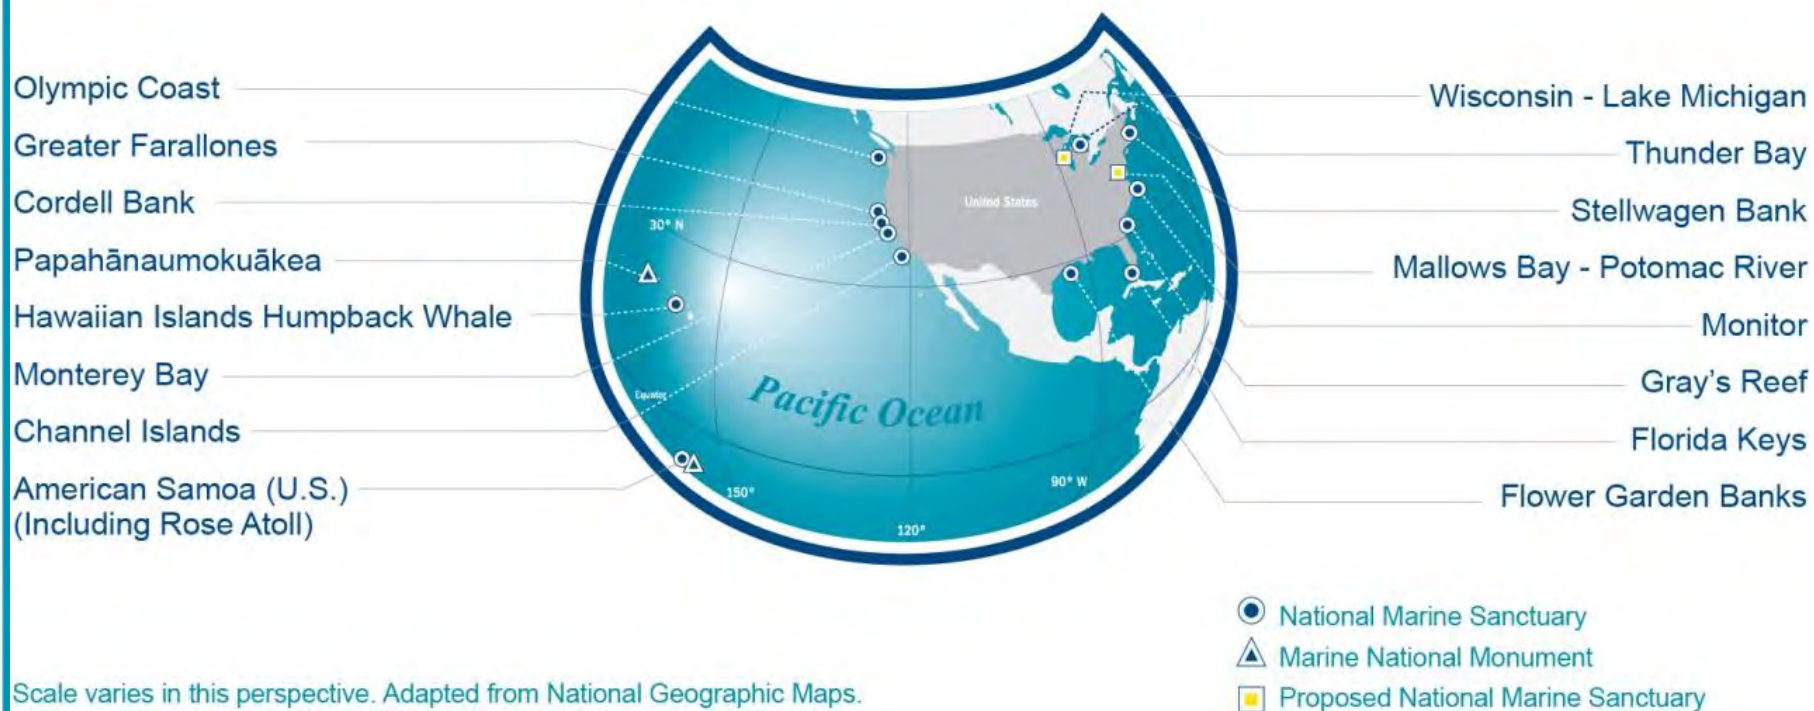 Olympic Coast
Greater Farallones
Cordell Bank
Papahānaumokuākea
Hawaiian Islands Humpback Whale
Monterey Bay
Channel Islands
American Samoa (U.S.)
(Including Rose Atoll)
United States
30° N
Pacific Ocean
Equator
150°
120°
90° W
Wisconsin - Lake Michigan
Thunder Bay
Stellwagen Bank
Mallows Bay - Potomac River
Monitor
Gray's Reef
Florida Keys
Flower Garden Banks
National Marine Sanctuary
Marine National Monument
Proposed National Marine Sanctuary
Scale varies in this perspective. Adapted from National Geographic Maps.